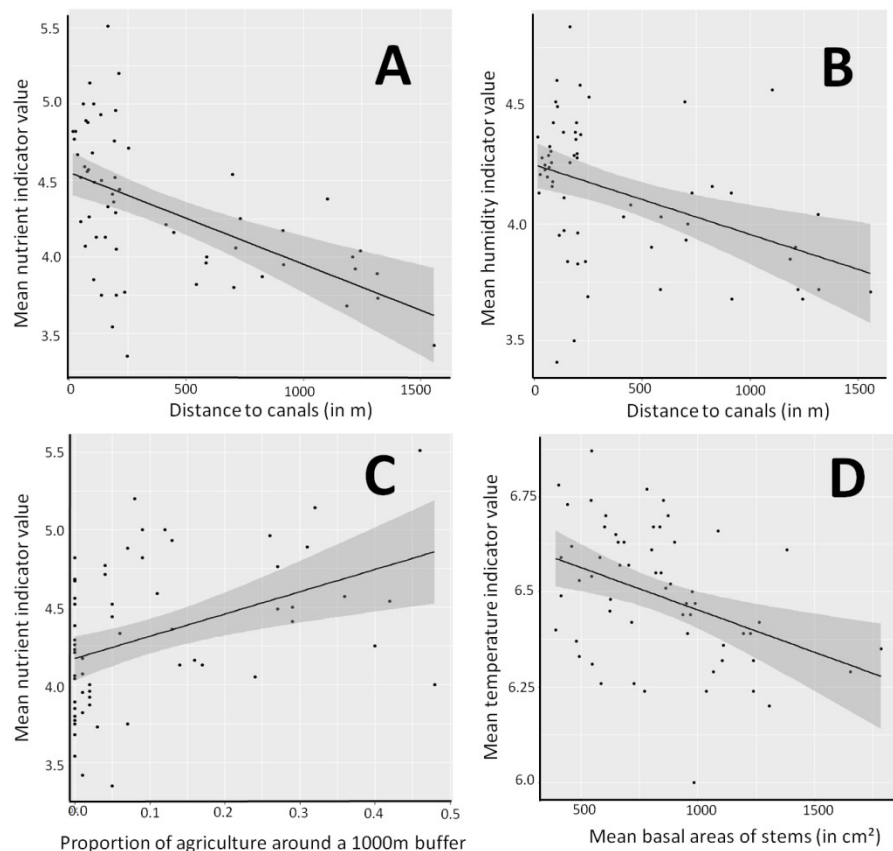 A
Mean nutrient indicator value
5.5
5.0
4.5
4.0
3.5
0
500
1000
1500
Distance to canals (in m)
B
Mean humidity indicator value
4.5
4.0
3.5
0
500
1000
1500
Distance to canals (in m)
C
Mean nutrient indicator value
5.5
5.0
4.5
4.0
3.5
0.1
0.2
0.3
0.4
0.5
Proportion of agriculture around a 1000m buffer
D
Mean temperature indicator value
6.75
6.5
6.25
6.0
500
1000
1500
Mean basal areas of stems (in cm²)